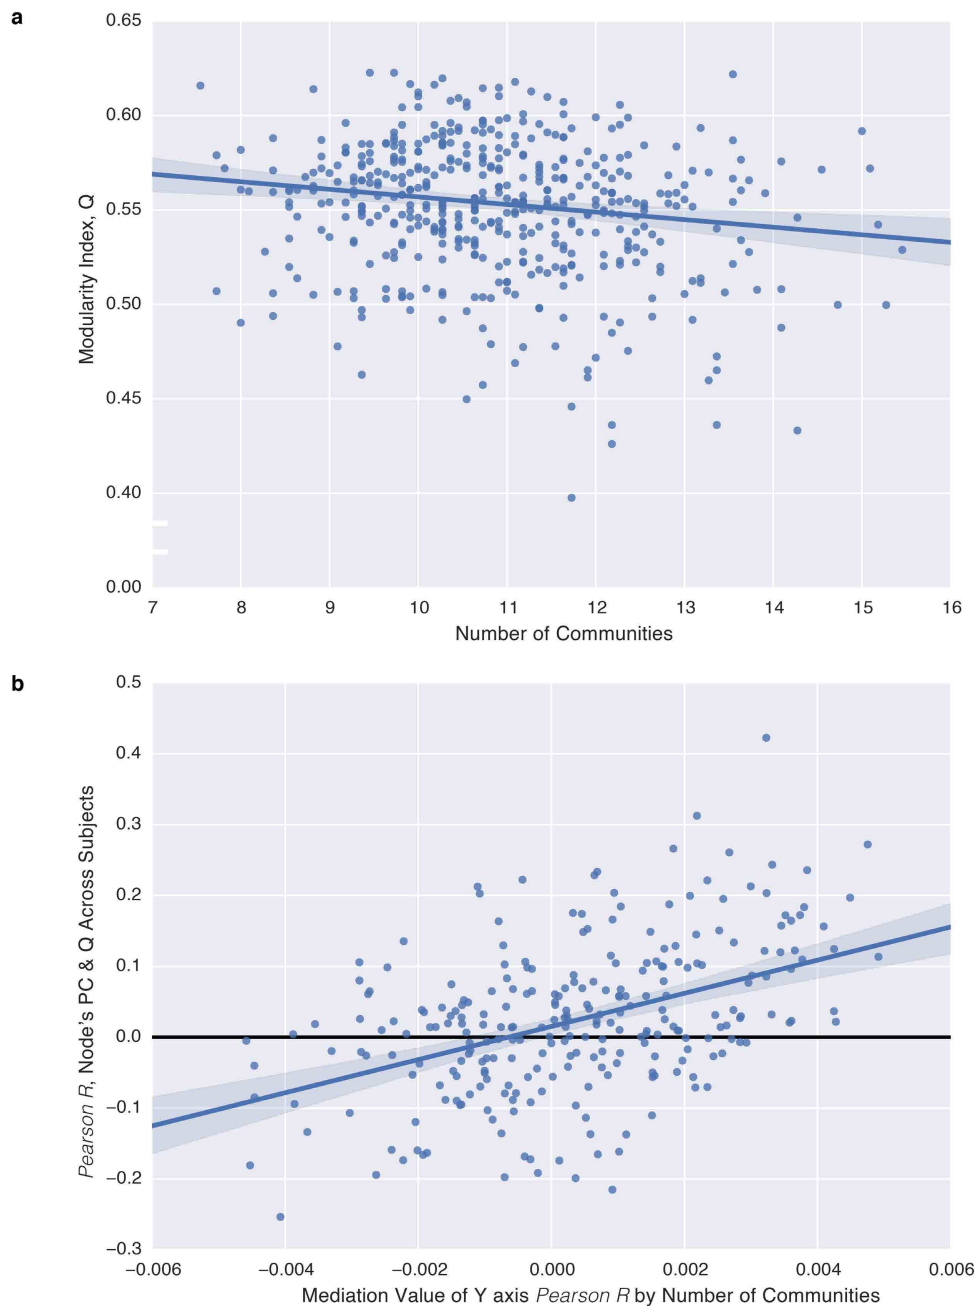 a
0.65
0.60
0.55
0.50
0.45
0.40
0.00
Modularity Index, Q
7 8 9 10 11 12 13 14 15 16
Number of Communities
b
0.5
0.4
0.3
0.2
0.1
0.0
−0.1
−0.2
−0.3
Pearson R, Node's PC & Q Across Subjects
−0.006 −0.004 −0.002 0.000 0.002 0.004 0.006
Mediation Value of Y axis Pearson R by Number of Communities